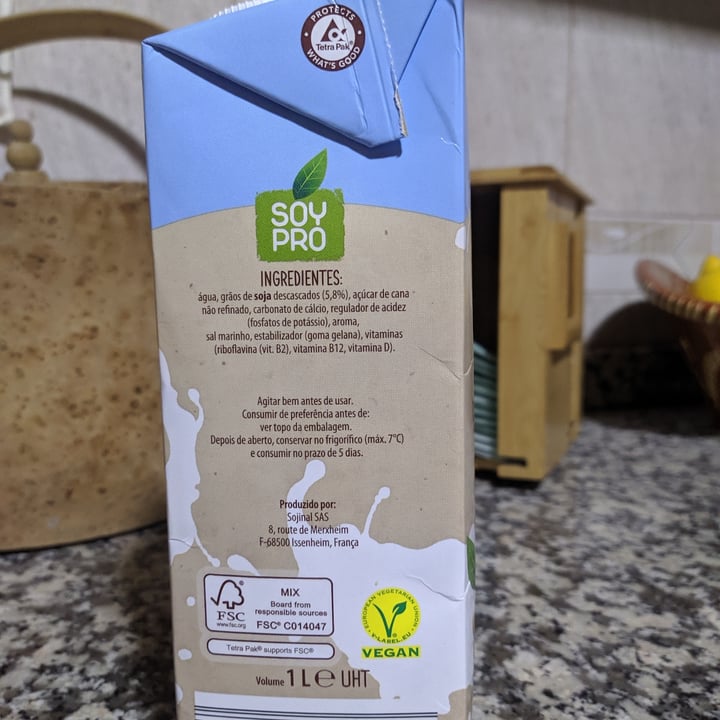 PROTECTS
Tetra Pak®
WHAT'S GOOD
SOY
PRO
INGREDIENTES:
água, grãos de soja descascados (5,8%), açúcar de cana
não refinado, carbonato de cálcio, regulador de acidez
(fosfatos de potássio), aroma,
sal marinho, estabilizador (goma gelana), vitaminas
(riboflavina (vit. B2), vitamina B12, vitamina D).
Agitar bem antes de usar.
Consumir de preferência antes de:
ver topo da embalagem.
Depois de aberto, conservar no frigorífico (máx. 7°C)
e consumir no prazo de 5 dias.
Produzido por:
Sojinal SAS
8, route de Merxheim
F-68500 Issenheim, França
FSC
www.fsc.org
MIX
Board from
responsible sources
FSC® C014047
Tetra Pak® supports FSC®
EUROPEAN VEGETARIAN UNION
V-LABEL.EU
VEGAN
Volume 1 L ℮ UHT